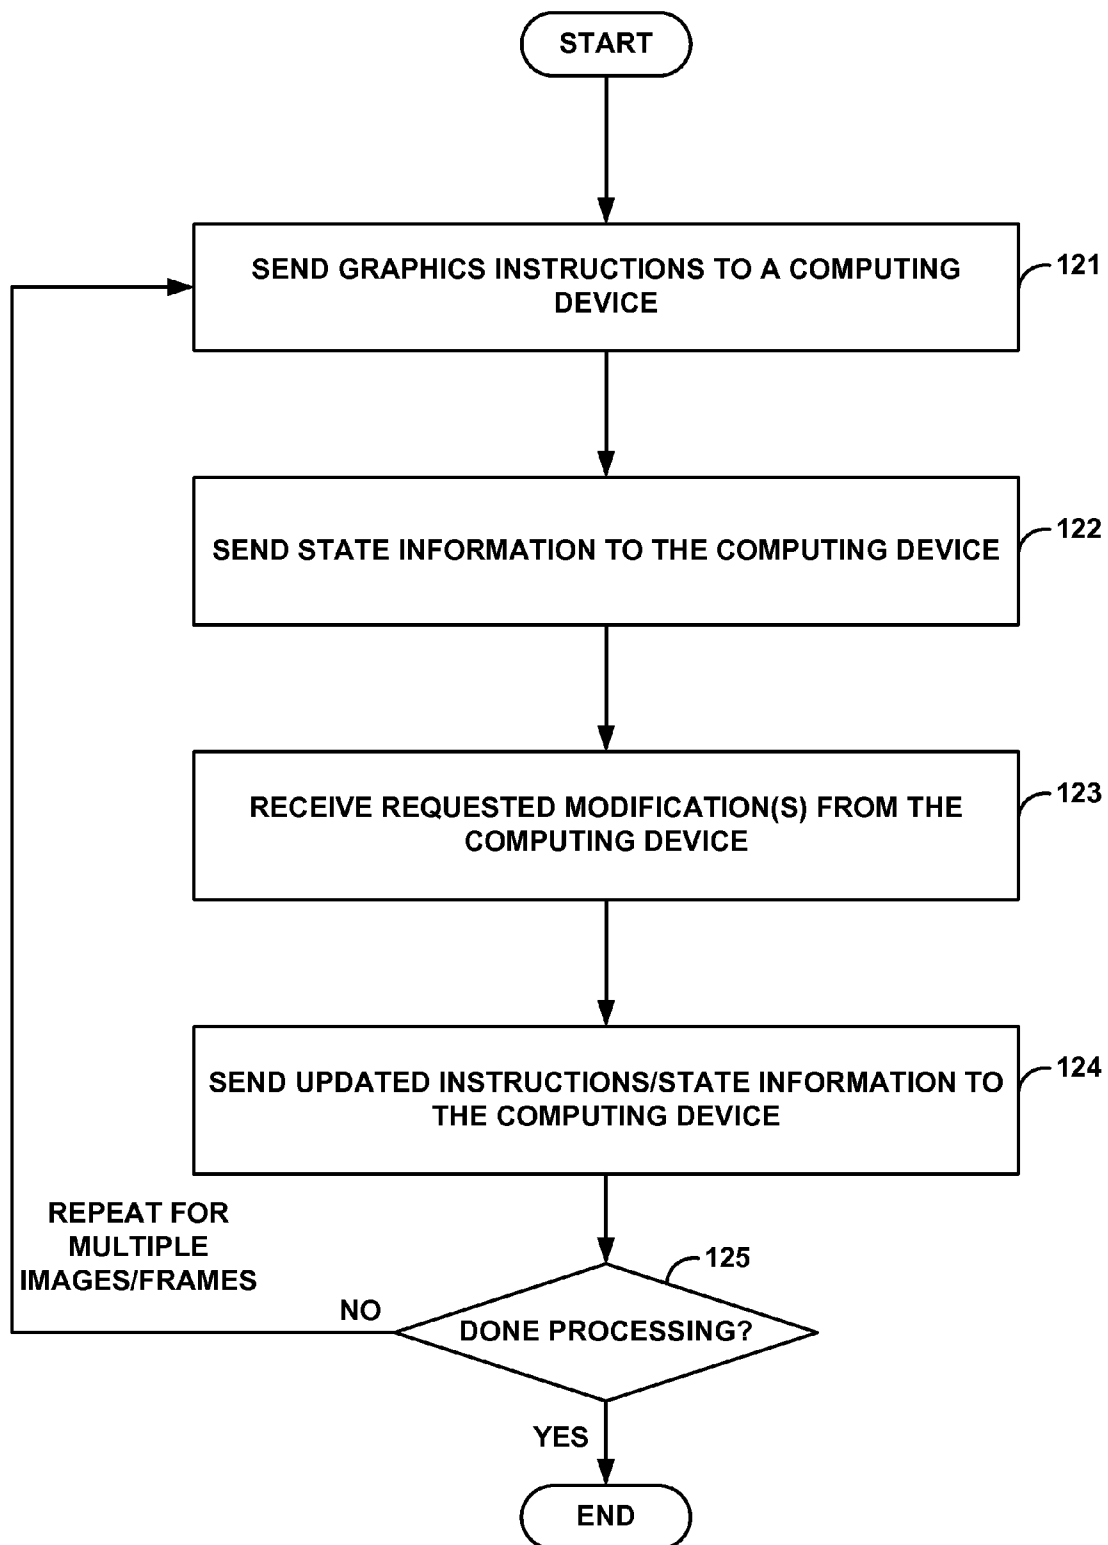 START
SEND GRAPHICS INSTRUCTIONS TO A COMPUTING
DEVICE
121
SEND STATE INFORMATION TO THE COMPUTING DEVICE
122
RECEIVE REQUESTED MODIFICATION(S) FROM THE
COMPUTING DEVICE
123
SEND UPDATED INSTRUCTIONS/STATE INFORMATION TO
THE COMPUTING DEVICE
124
REPEAT FOR
MULTIPLE
IMAGES/FRAMES
125
NO
DONE PROCESSING?
YES
END